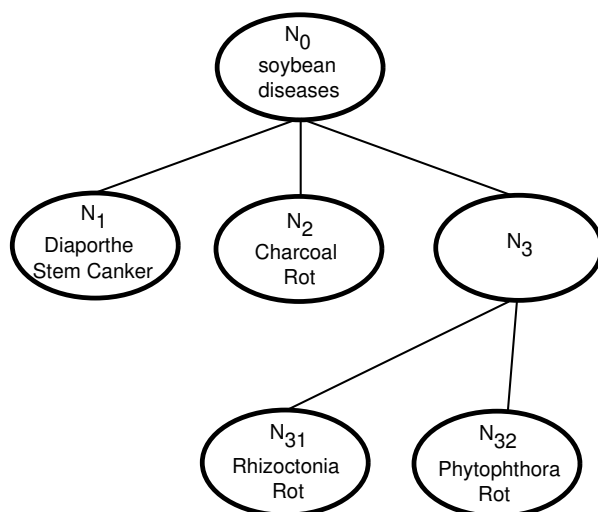 N0
soybean
diseases
N1
Diaporthe
Stem Canker
N2
Charcoal
Rot
N3
N31
Rhizoctonia
Rot
N32
Phytophthora
Rot